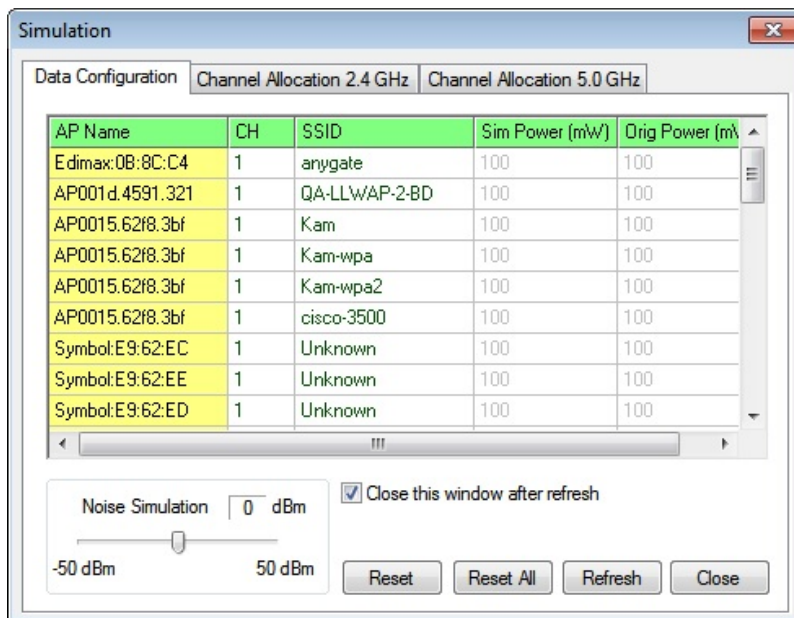 Simulation
Data Configuration Channel Allocation 2.4 GHz Channel Allocation 5.0 GHz
AP Name CH SSID Sim Power (mW) Orig Power (mW
Edimax:0B:8C:C4 1 anygate 100 100
AP001d.4591.321 1 QA-LLWAP-2-BD 100 100
AP0015.62f8.3bf 1 Kam 100 100
AP0015.62f8.3bf 1 Kam-wpa 100 100
AP0015.62f8.3bf 1 Kam-wpa2 100 100
AP0015.62f8.3bf 1 cisco-3500 100 100
Symbol:E9:62:EC 1 Unknown 100 100
Symbol:E9:62:EE 1 Unknown 100 100
Symbol:E9:62:ED 1 Unknown 100 100
Noise Simulation 0 dBm
-50 dBm 50 dBm
Close this window after refresh
Reset Reset All Refresh Close